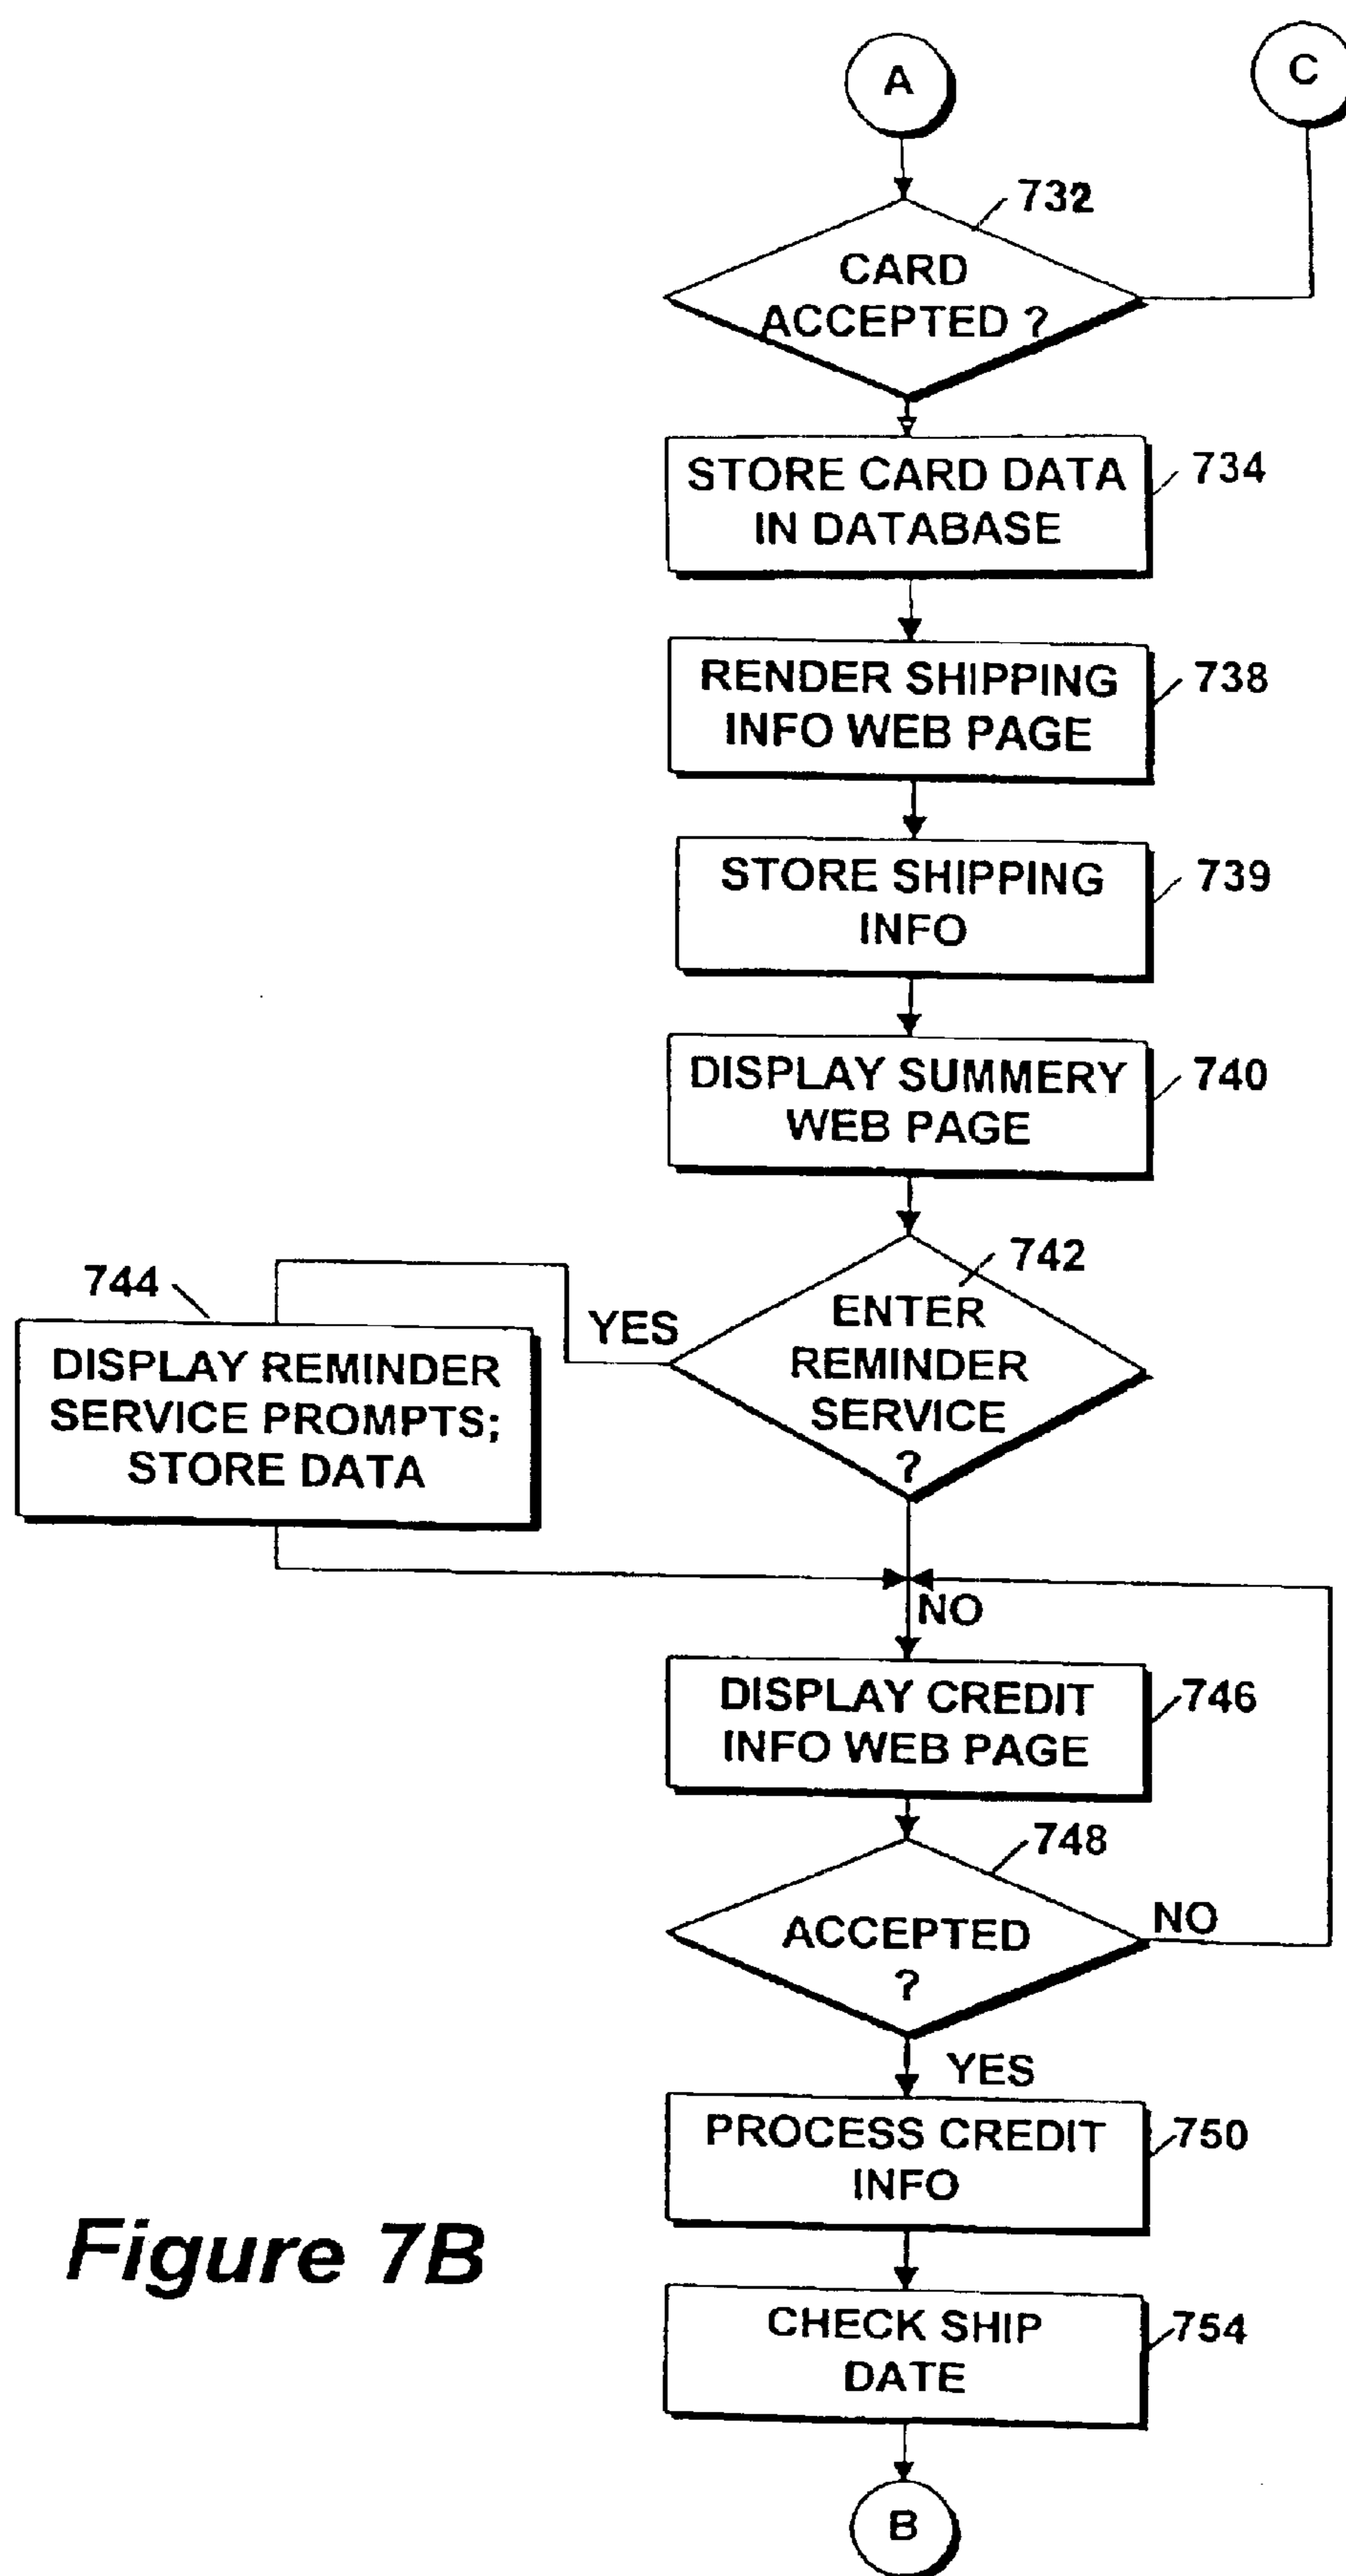 A
C
732
CARD
ACCEPTED ?
STORE CARD DATA
IN DATABASE
734
RENDER SHIPPING
INFO WEB PAGE
738
STORE SHIPPING
INFO
739
DISPLAY SUMMERY
WEB PAGE
740
742
ENTER
REMINDER
SERVICE
?
YES
744
DISPLAY REMINDER
SERVICE PROMPTS;
STORE DATA
NO
DISPLAY CREDIT
INFO WEB PAGE
746
748
ACCEPTED
?
NO
YES
PROCESS CREDIT
INFO
750
CHECK SHIP
DATE
754
B
Figure 7B